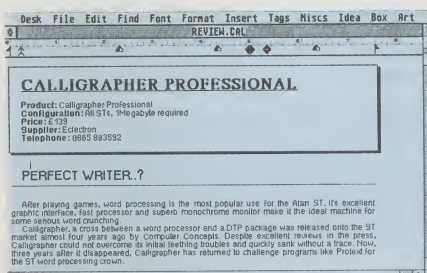 Desk File Edit Find Font Format Insert Tags Miscs Idea Box Art
REVIEW.CAL
CALLIGRAPHER PROFESSIONAL
Product: Calligrapher Professional
Configuration: All STs, 1Megabyte required
Price: £139
Supplier: Eclectron
Telephone: 0865 883592
PERFECT WRITER..?
After playing games, word processing is the most popular use for the Atari ST. It's excellent
graphic interface, fast processor and superb monochrome monitor make it the ideal machine for
some serious word crunching.
Calligrapher, a cross between a word processor and a DTP package was released onto the ST
market almost four years ago by Computer Concepts. Despite excellent reviews in the press,
Calligrapher could not overcome its initial teething troubles and quickly sank without a trace. Now,
three years after it disappeared, Calligrapher has returned to challenge programs like Protext for
the ST word processing crown.